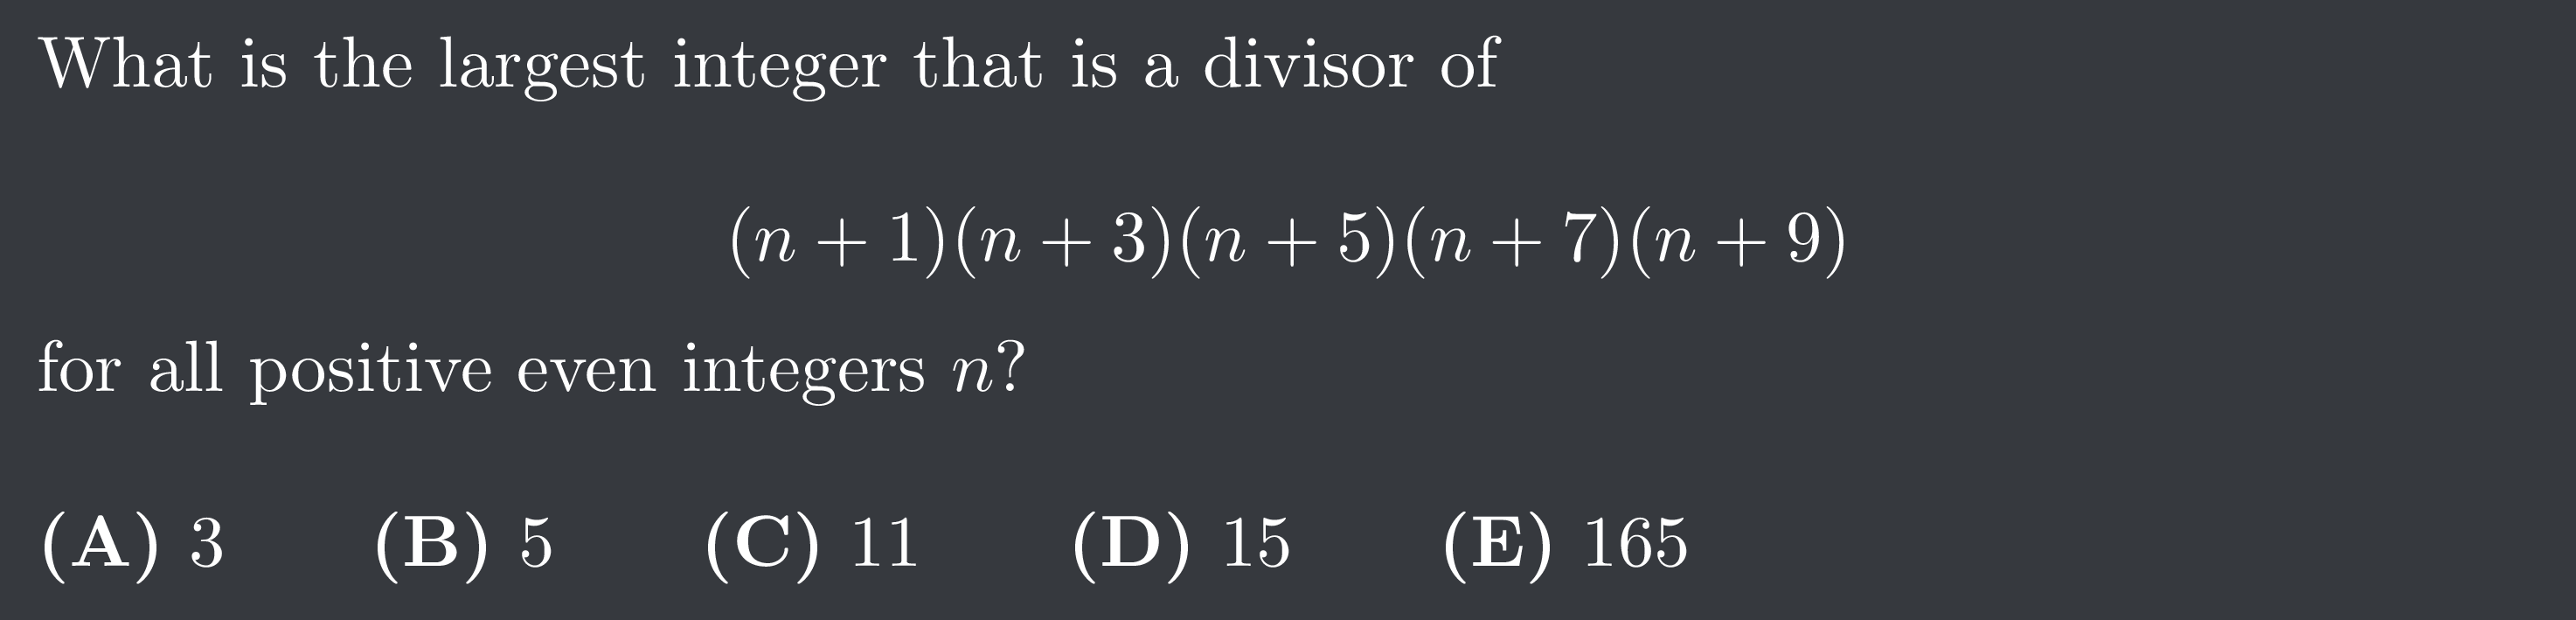 What is the largest integer that is a divisor of
(n + 1)(n + 3)(n + 5)(n + 7)(n + 9)
for all positive even integers n?
(A) 3 (B) 5 (C) 11 (D) 15 (E) 165